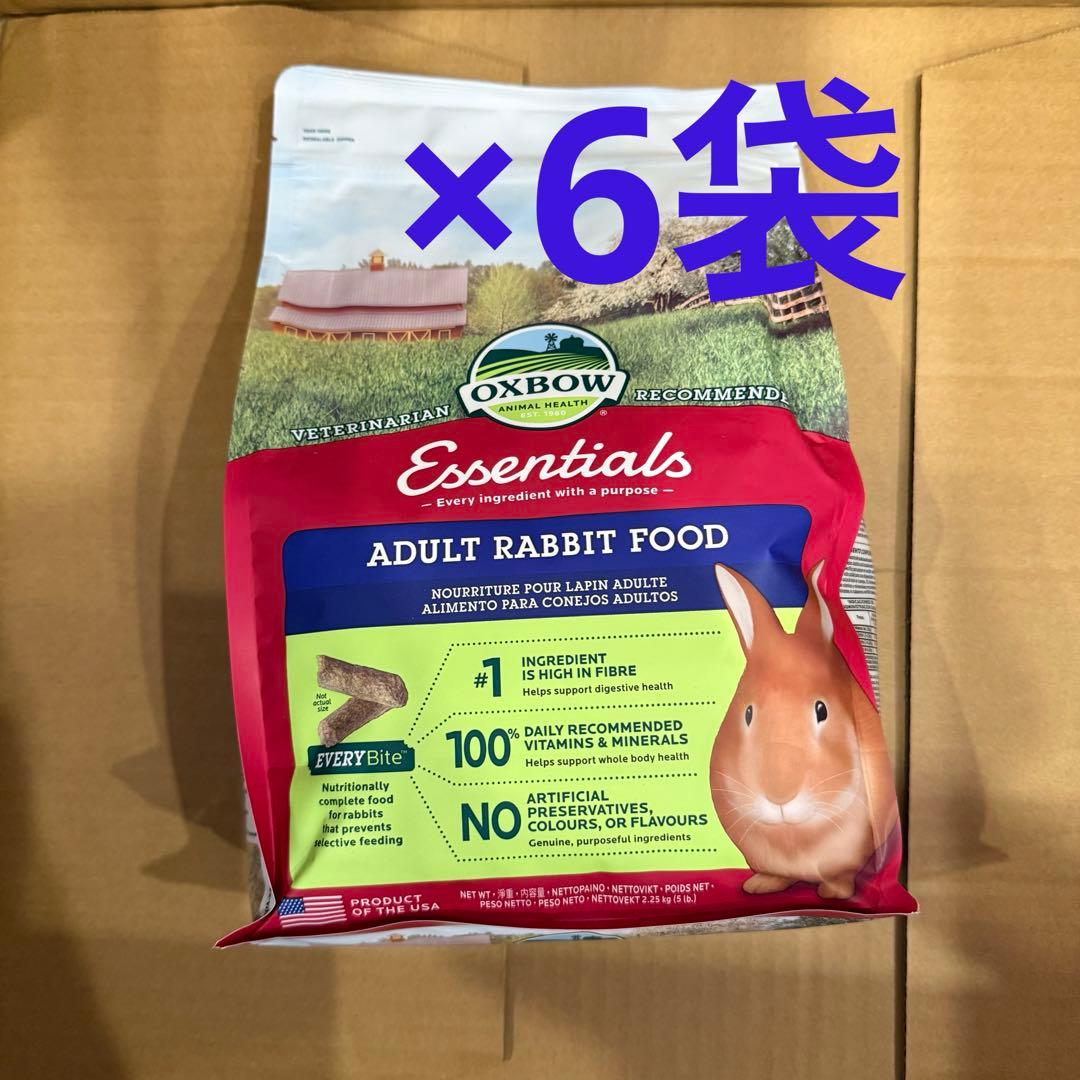 ×6袋
OXBOW
ANIMAL HEALTH
EST. 1980
®
VETERINARIAN
RECOMMENDE
Essentials
— Every ingredient with a purpose —
ADULT RABBIT FOOD
NOURRITURE POUR LAPIN ADULTE
ALIMENTO PARA CONEJOS ADULTOS
Not
actual
size
EVERYBite™
Nutritionally
complete food
for rabbits
that prevents
selective feeding
#1 INGREDIENT
IS HIGH IN FIBRE
Helps support digestive health
100% DAILY RECOMMENDED
VITAMINS & MINERALS
Helps support whole body health
NO ARTIFICIAL
PRESERVATIVES,
COLOURS, OR FLAVOURS
Genuine, purposeful ingredients
PRODUCT
OF THE USA
NET WT • 淨重 • 内容量 • NETTOPAINO • NETTOVIKT • POIDS NET •
PESO NETTO • PESO NETO • NETTOVEKT 2.25 kg (5 lb.)